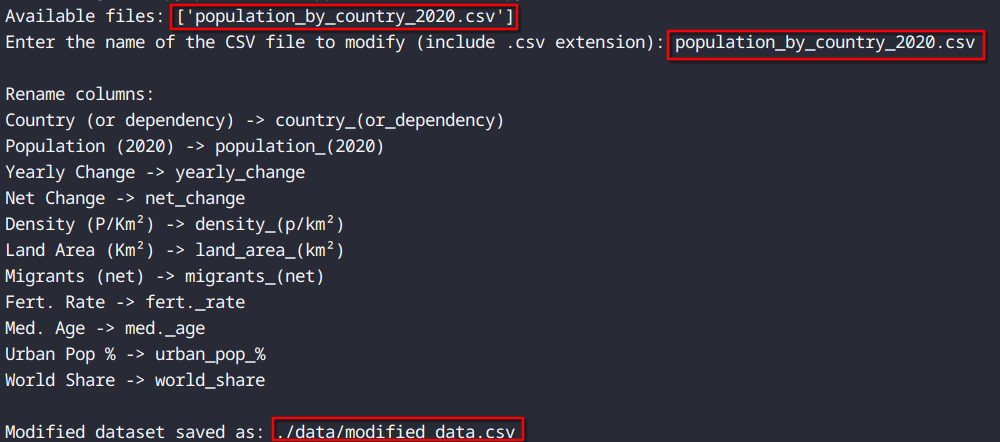 Available files: ['population_by_country_2020.csv']
Enter the name of the CSV file to modify (include .csv extension): population_by_country_2020.csv
Rename columns:
Country (or dependency) -> country_(or_dependency)
Population (2020) -> population_(2020)
Yearly Change -> yearly_change
Net Change -> net_change
Density (P/Km²) -> density_(p/km²)
Land Area (Km²) -> land_area_(km²)
Migrants (net) -> migrants_(net)
Fert. Rate -> fert._rate
Med. Age -> med._age
Urban Pop % -> urban_pop_%
World Share -> world_share
Modified dataset saved as: ./data/modified_data.csv